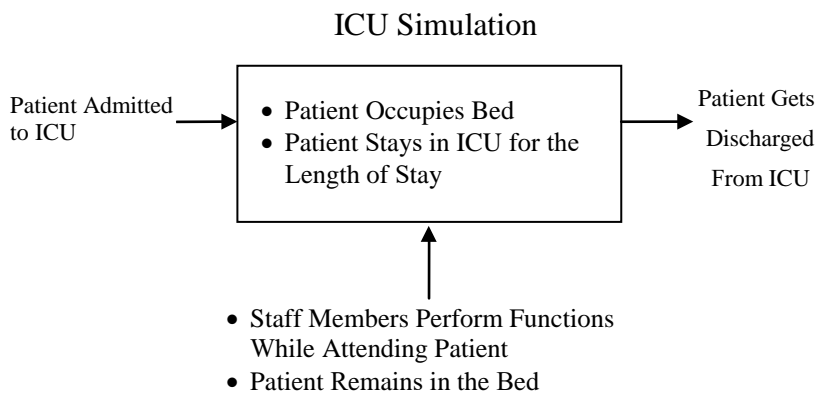 ICU Simulation
Patient Admitted
to ICU
• Patient Occupies Bed
• Patient Stays in ICU for the
Length of Stay
Patient Gets
Discharged
From ICU
• Staff Members Perform Functions
While Attending Patient
• Patient Remains in the Bed